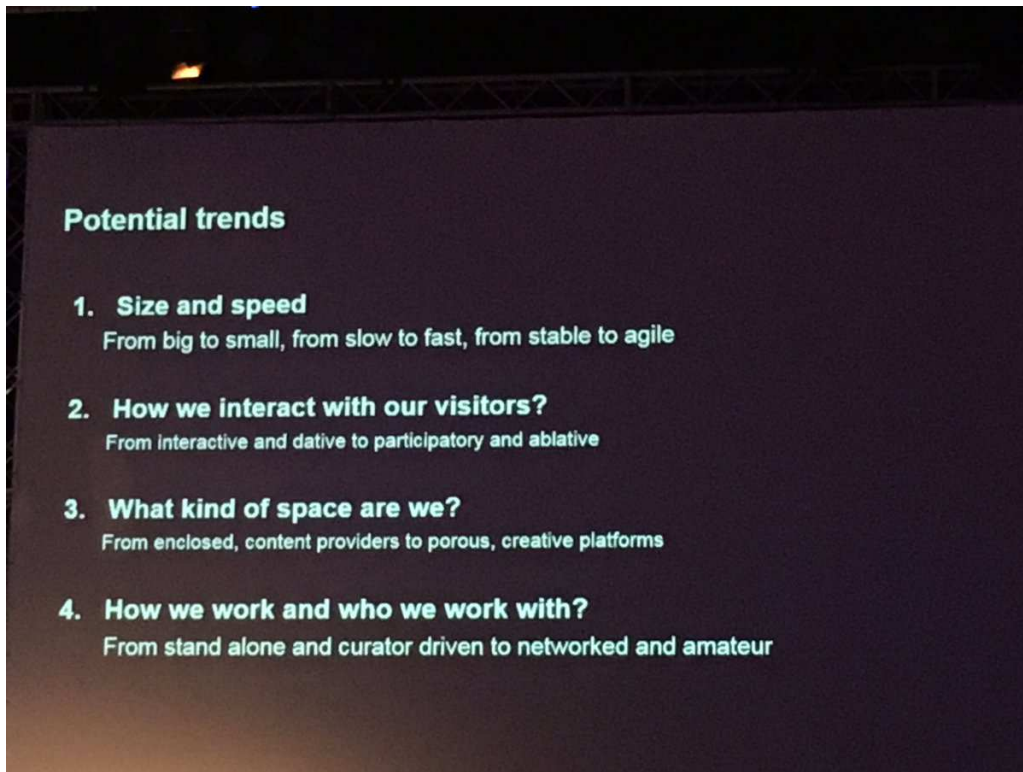 Potential trends
1. Size and speed
From big to small, from slow to fast, from stable to agile
2. How we interact with our visitors?
From interactive and dative to participatory and ablative
3. What kind of space are we?
From enclosed, content providers to porous, creative platforms
4. How we work and who we work with?
From stand alone and curator driven to networked and amateur